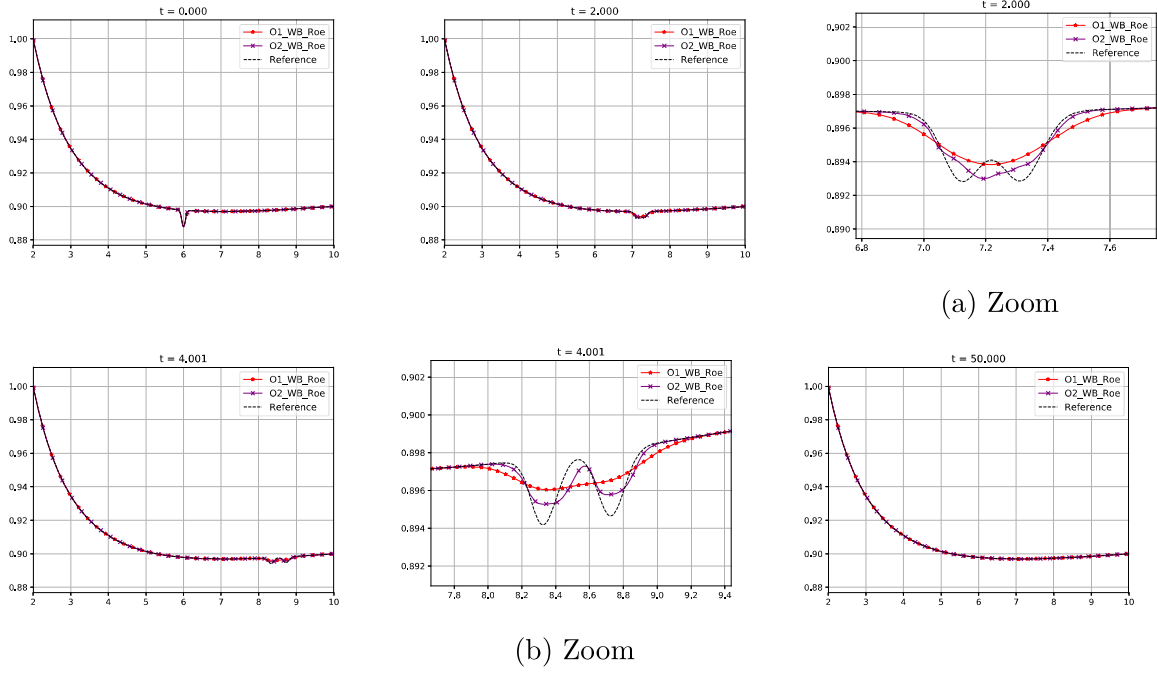 t = 0.000
1.00
0.98
0.96
0.94
0.92
0.90
0.88
2 3 4 5 6 7 8 9 10
O1_WB_Roe
O2_WB_Roe
Reference
t = 2.000
1.00
0.98
0.96
0.94
0.92
0.90
0.88
2 3 4 5 6 7 8 9 10
O1_WB_Roe
O2_WB_Roe
Reference
t = 2.000
0.902
0.900
0.898
0.896
0.894
0.892
0.890
6.8 7.0 7.2 7.4 7.6
O1_WB_Roe
O2_WB_Roe
Reference
(a) Zoom
t = 4.001
1.00
0.98
0.96
0.94
0.92
0.90
0.88
2 3 4 5 6 7 8 9 10
O1_WB_Roe
O2_WB_Roe
Reference
t = 4.001
0.902
0.900
0.898
0.896
0.894
0.892
7.8 8.0 8.2 8.4 8.6 8.8 9.0 9.2 9.4
O1_WB_Roe
O2_WB_Roe
Reference
t = 50.000
1.00
0.98
0.96
0.94
0.92
0.90
0.88
2 3 4 5 6 7 8 9 10
O1_WB_Roe
O2_WB_Roe
Reference
(b) Zoom